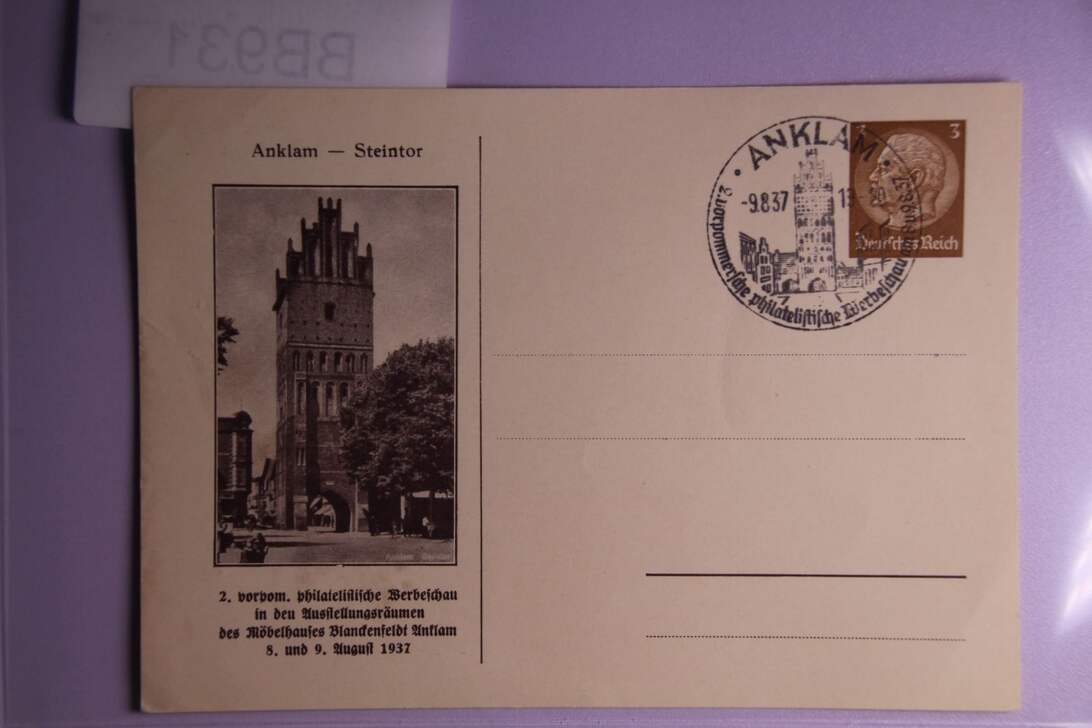 BB931
Anklam — Steintor
2. vorpom. philatelistische Werbeschau
in den Ausstellungsräumen
des Möbelhauses Blanckenfeldt Anklam
8. und 9. August 1937
• ANKLAM •
-9.8.37
2. vorpommersche philatelistische Werbeschau
3 3
Deutsches Reich